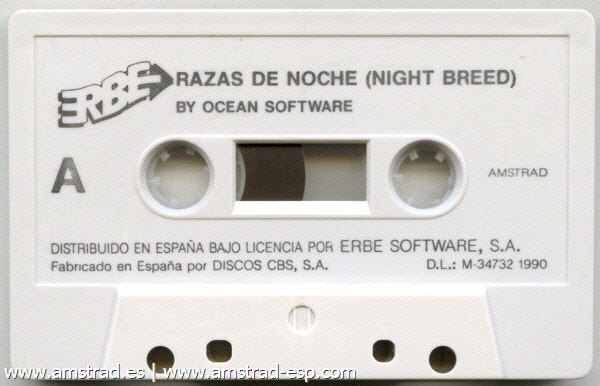 ERBE
RAZAS DE NOCHE (NIGHT BREED)
BY OCEAN SOFTWARE
A
AMSTRAD
DISTRIBUIDO EN ESPAÑA BAJO LICENCIA POR ERBE SOFTWARE, S.A.
Fabricado en España por DISCOS CBS, S.A. D.L.: M-34732 1990
www.amstrad.es | www.amstrad-esp.com